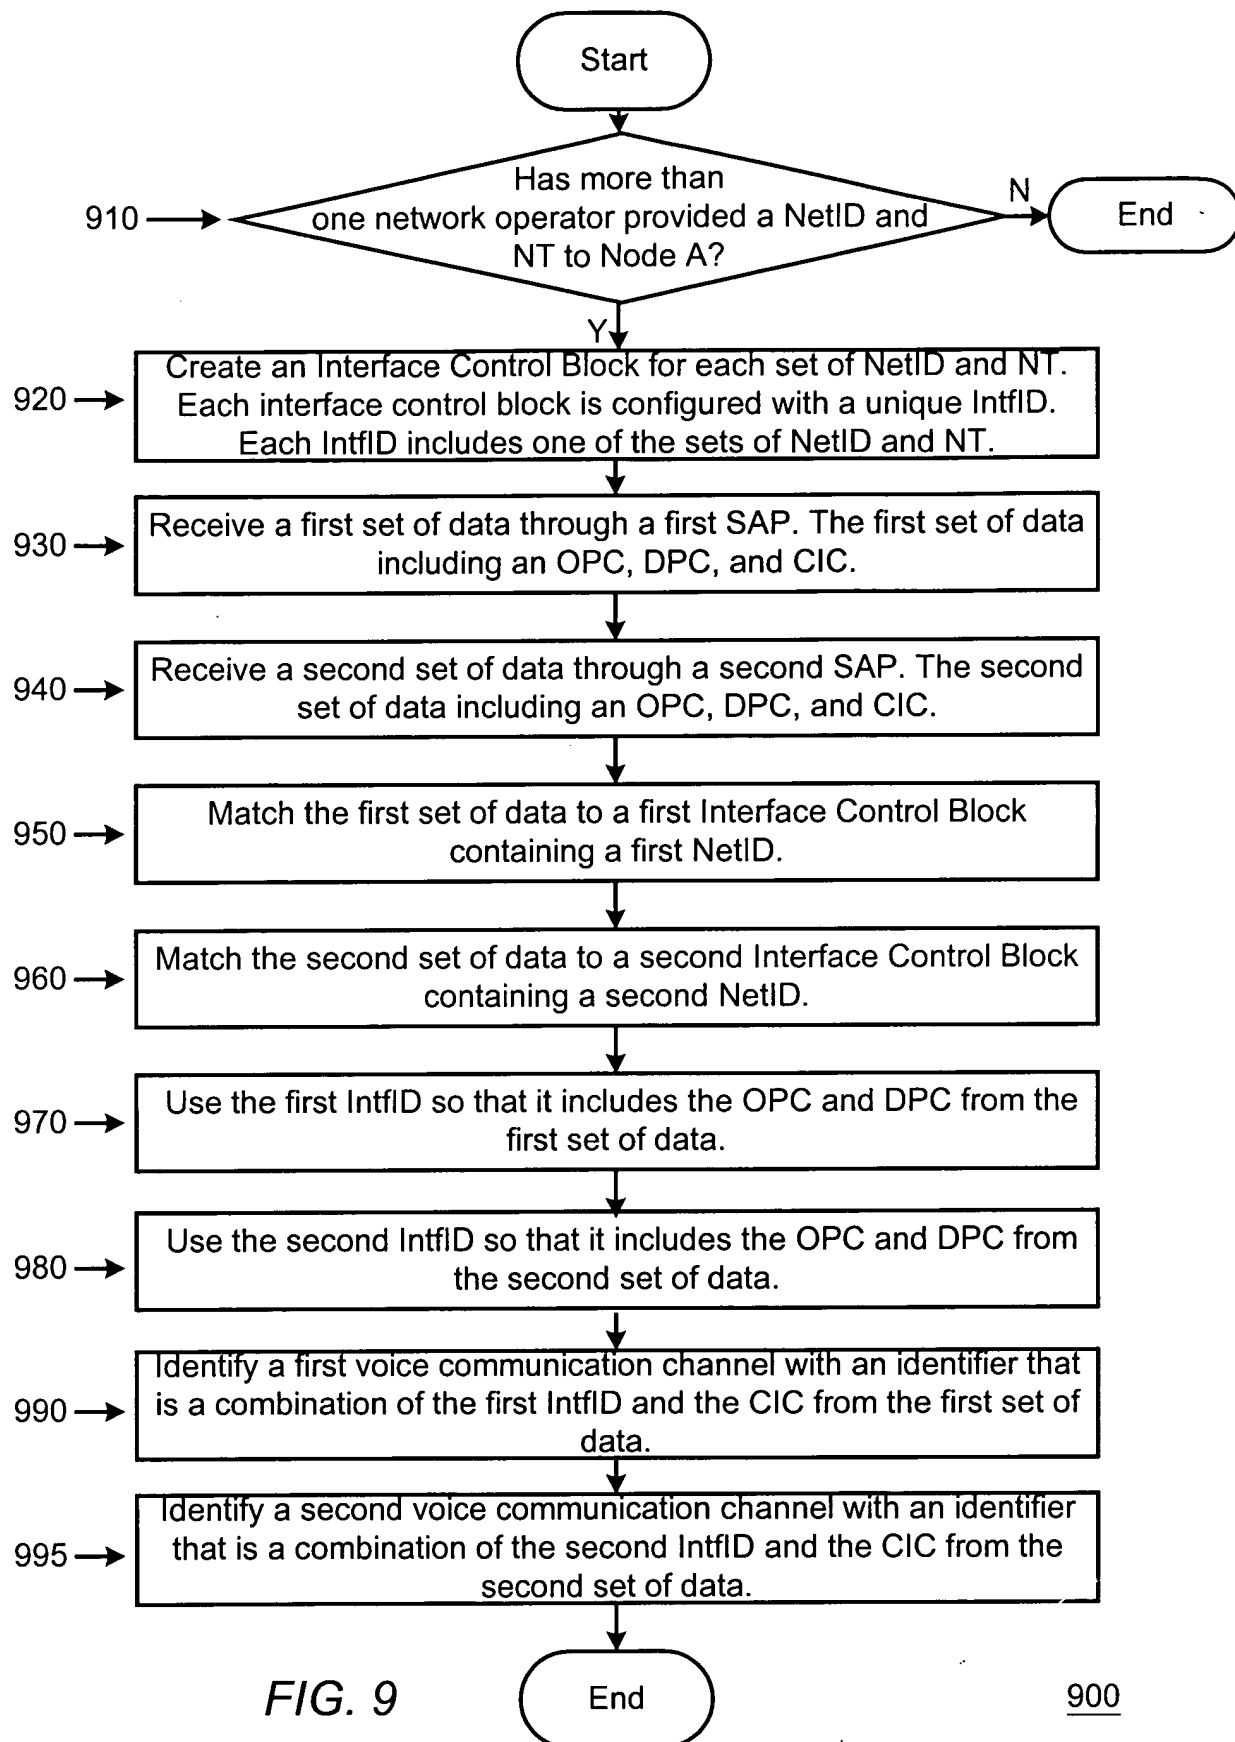 Start
Has more than
one network operator provided a NetID and
NT to Node A?
910
N
End
Y
Create an Interface Control Block for each set of NetID and NT.
Each interface control block is configured with a unique IntfID.
Each IntfID includes one of the sets of NetID and NT.
920
Receive a first set of data through a first SAP. The first set of data
including an OPC, DPC, and CIC.
930
Receive a second set of data through a second SAP. The second
set of data including an OPC, DPC, and CIC.
940
Match the first set of data to a first Interface Control Block
containing a first NetID.
950
Match the second set of data to a second Interface Control Block
containing a second NetID.
960
Use the first IntfID so that it includes the OPC and DPC from the
first set of data.
970
Use the second IntfID so that it includes the OPC and DPC from
the second set of data.
980
Identify a first voice communication channel with an identifier that
is a combination of the first IntfID and the CIC from the first set of
data.
990
Identify a second voice communication channel with an identifier
that is a combination of the second IntfID and the CIC from the
second set of data.
995
End
FIG. 9
900